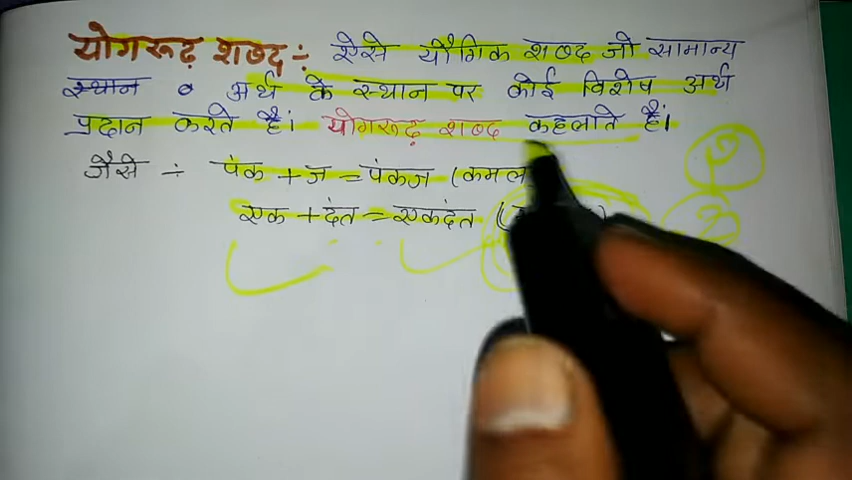 योगरूढ़ शब्द ÷ ऐसे यौगिक शब्द जो सामान्य
स्थान व अर्थ के स्थान पर कोई विशेष अर्थ
प्रदान करते है। योगरूढ़ शब्द कहलाते हैं।
जैसे ÷ पंक + ज = पंकज (कमल
एक + दंत = एकदंत (